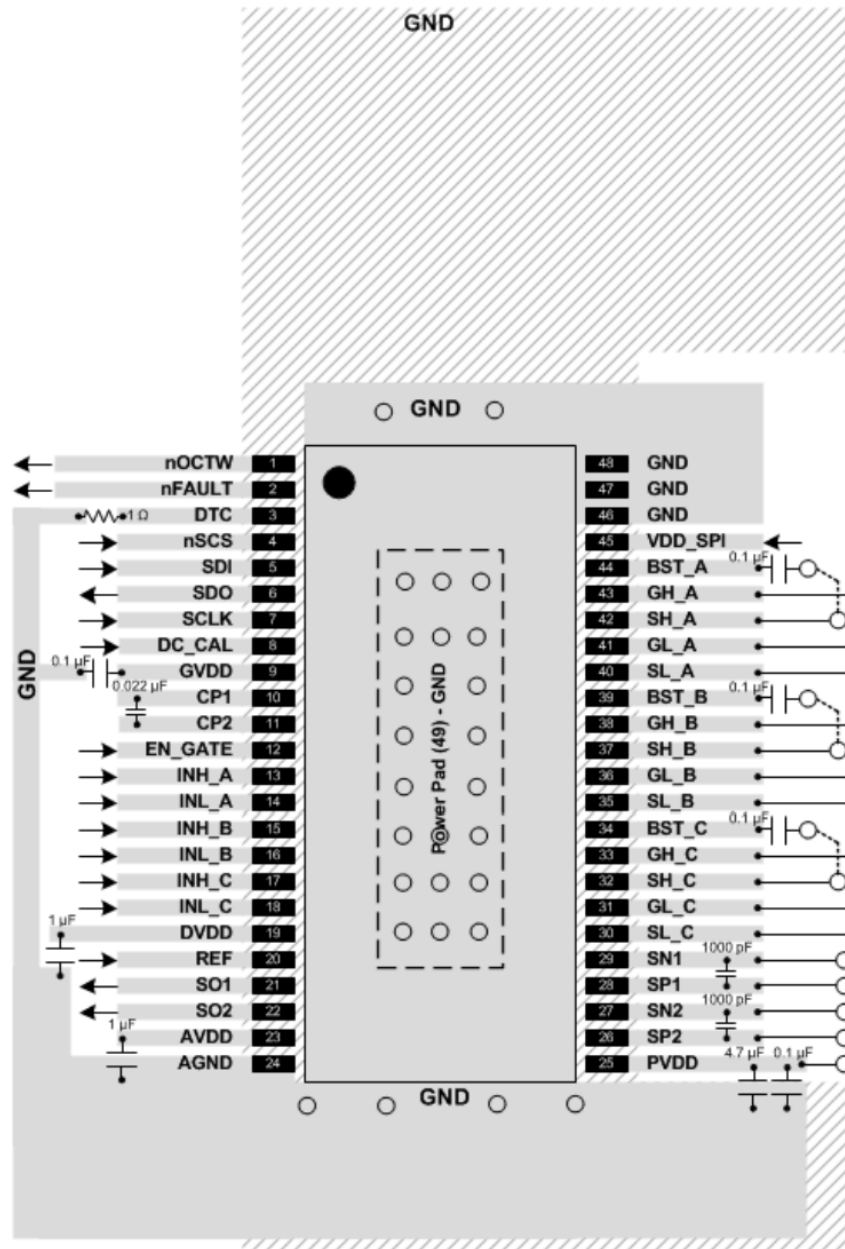 GND
GND
nOCTW 1 48 GND
nFAULT 2 47 GND
1 Ω DTC 3 46 GND
nSCS 4 45 VDD_SPI
SDI 5 44 BST_A 0.1 µF
SDO 6 43 GH_A
SCLK 7 42 SH_A
DC_CAL 8 41 GL_A
0.1 µF GVDD 9 40 SL_A
0.022 µF
CP1 10 39 BST_B 0.1 µF
CP2 11 38 GH_B
EN_GATE 12 37 SH_B
INH_A 13 36 GL_B
INL_A 14 35 SL_B
INH_B 15 34 BST_C 0.1 µF
INL_B 16 33 GH_C
INH_C 17 32 SH_C
INL_C 18 31 GL_C
1 µF DVDD 19 30 SL_C
REF 20 29 SN1 1000 pF
SO1 21 28 SP1
SO2 22 27 SN2 1000 pF
1 µF AVDD 23 26 SP2
AGND 24 25 PVDD 4.7 µF 0.1 µF
GND
Power Pad (49) - GND
GND